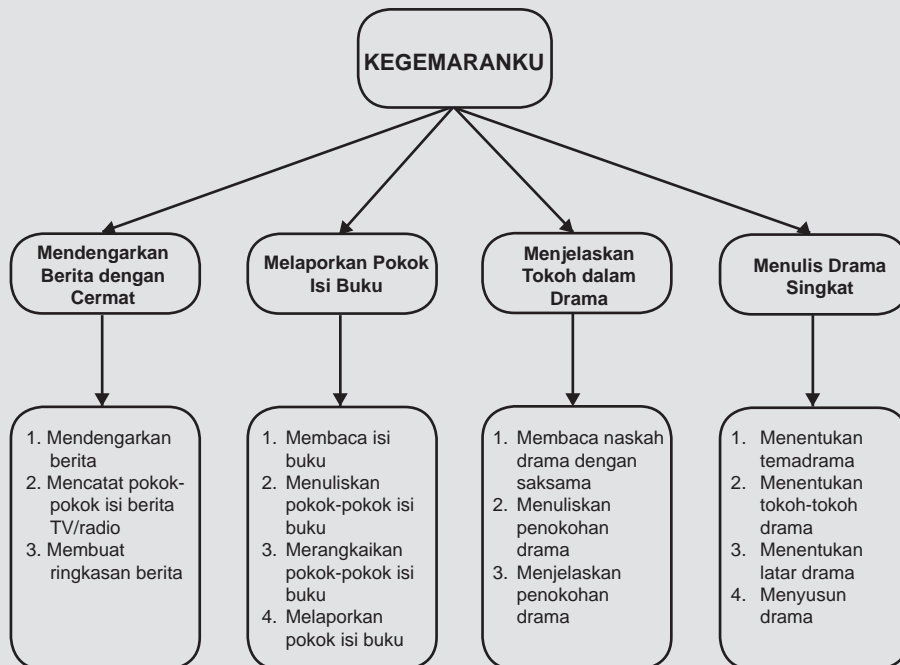 KEGEMARANKU
Mendengarkan
Berita dengan
Cermat
Melaporkan Pokok
Isi Buku
Menjelaskan
Tokoh dalam
Drama
Menulis Drama
Singkat
1. Mendengarkan
berita
2. Mencatat pokok-
pokok isi berita
TV/radio
3. Membuat
ringkasan berita
1. Membaca isi
buku
2. Menuliskan
pokok-pokok isi
buku
3. Merangkaikan
pokok-pokok isi
buku
4. Melaporkan
pokok isi buku
1. Membaca naskah
drama dengan
saksama
2. Menuliskan
penokohan
drama
3. Menjelaskan
penokohan
drama
1. Menentukan
temadrama
2. Menentukan
tokoh-tokoh
drama
3. Menentukan
latar drama
4. Menyusun
drama